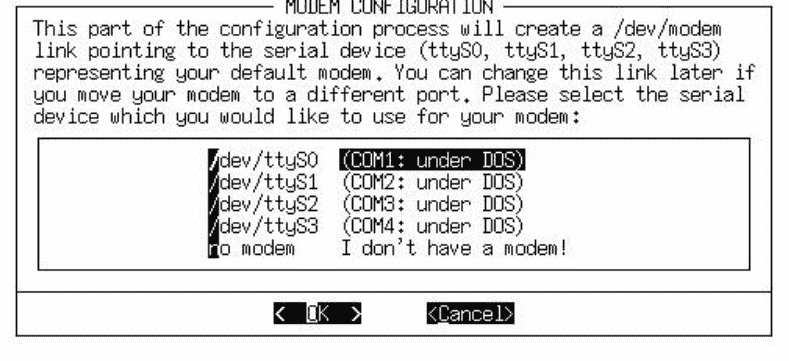 MODEM CONFIGURATION
This part of the configuration process will create a /dev/modem
link pointing to the serial device (ttyS0, ttyS1, ttyS2, ttyS3)
representing your default modem. You can change this link later if
you move your modem to a different port. Please select the serial
device which you would like to use for your modem:
/dev/ttyS0 (COM1: under DOS)
/dev/ttyS1 (COM2: under DOS)
/dev/ttyS2 (COM3: under DOS)
/dev/ttyS3 (COM4: under DOS)
no modem I don't have a modem!
< OK > <Cancel>